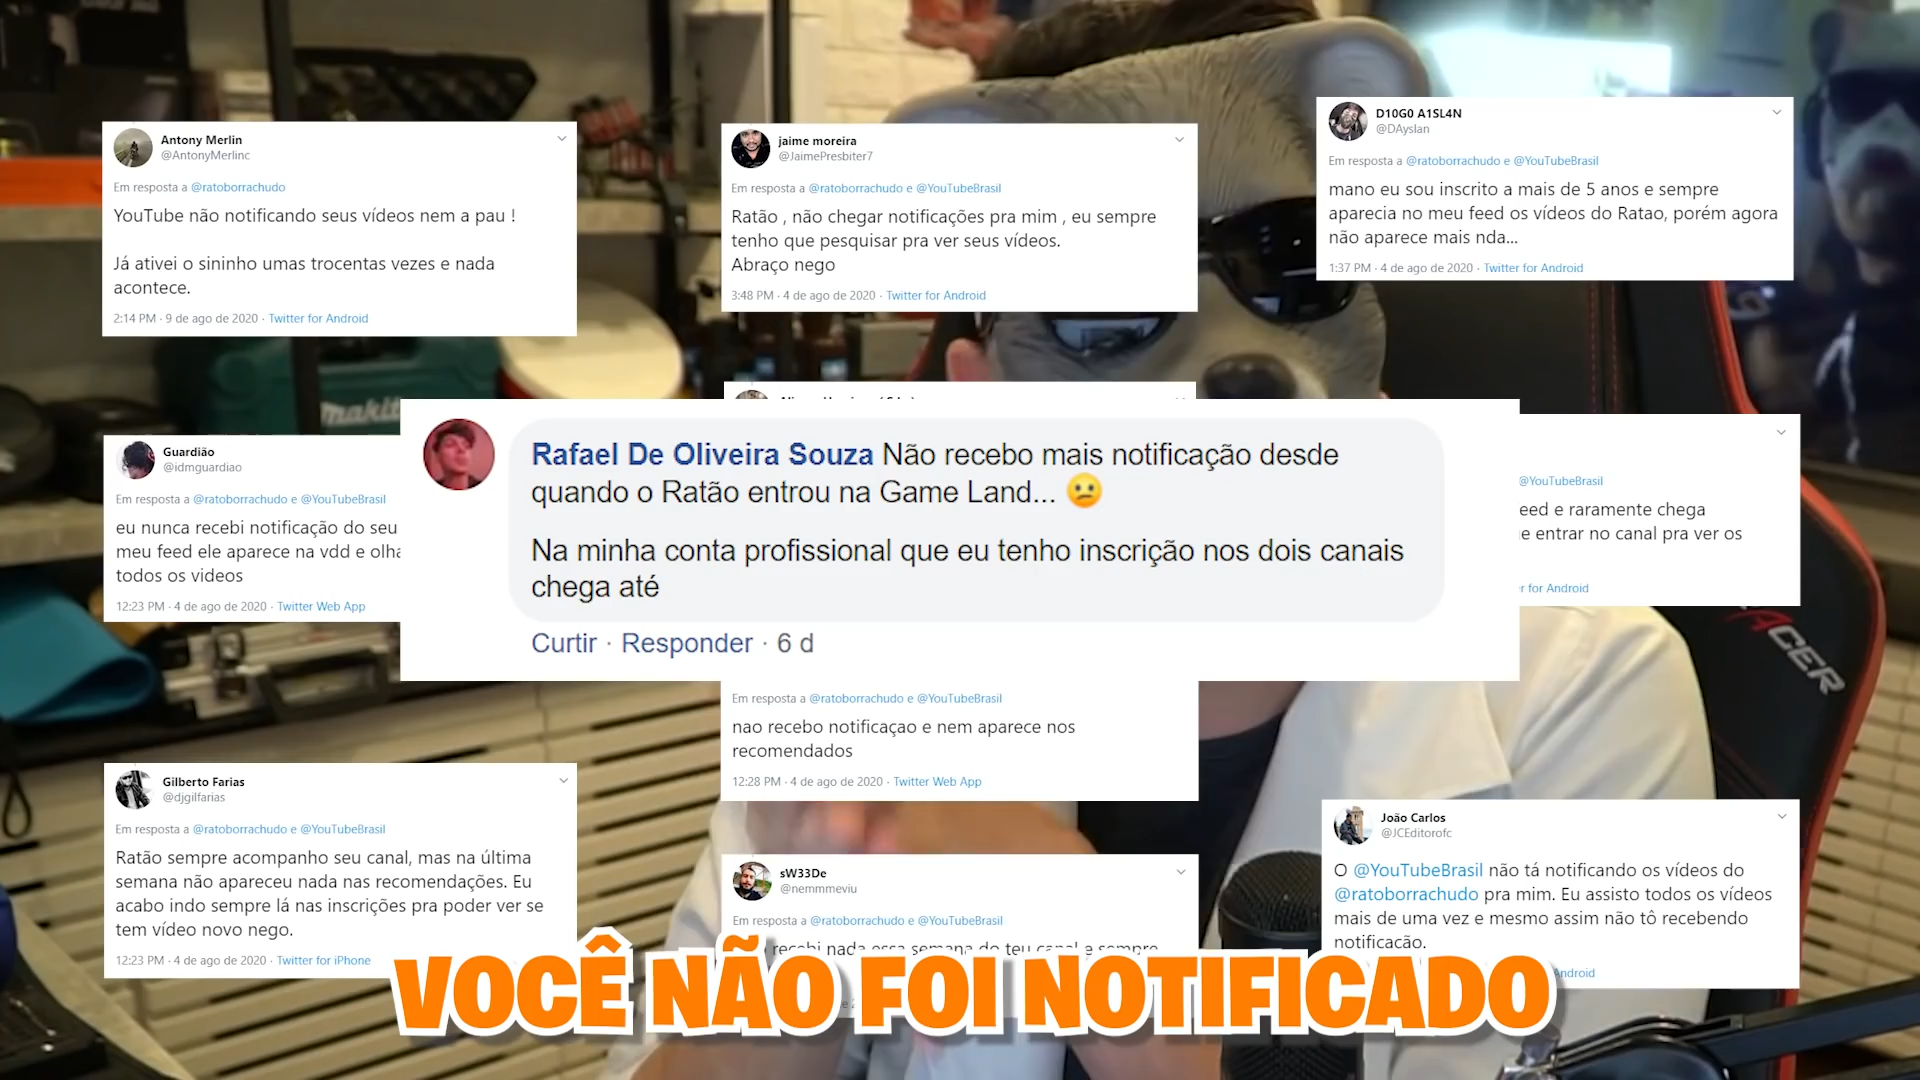 Antony Merlin
@AntonyMerlinc
Em resposta a @ratoborrachudo
YouTube não notificando seus vídeos nem a pau !
Já ativei o sininho umas trocentas vezes e nada
acontece.
2:14 PM · 9 de ago de 2020 · Twitter for Android
jaime moreira
@JaimePresbiter7
Em resposta a @ratoborrachudo e @YouTubeBrasil
Ratão , não chegar notificações pra mim , eu sempre
tenho que pesquisar pra ver seus vídeos.
Abraço nego
3:48 PM · 4 de ago de 2020 · Twitter for Android
D10G0 A1SL4N
@DAyslan
Em resposta a @ratoborrachudo e @YouTubeBrasil
mano eu sou inscrito a mais de 5 anos e sempre
aparecia no meu feed os vídeos do Ratao, porém agora
não aparece mais nda...
1:37 PM · 4 de ago de 2020 · Twitter for Android
Guardião
@idmguardiao
Em resposta a @ratoborrachudo e @YouTubeBrasil
eu nunca recebi notificação do seu
meu feed ele aparece na vdd e olha
todos os videos
12:23 PM · 4 de ago de 2020 · Twitter Web App
Rafael De Oliveira Souza Não recebo mais notificação desde
quando o Ratão entrou na Game Land... 😕
Na minha conta profissional que eu tenho inscrição nos dois canais
chega até
Curtir · Responder · 6 d
@YouTubeBrasil
eed e raramente chega
e entrar no canal pra ver os
r for Android
ACER
Em resposta a @ratoborrachudo e @YouTubeBrasil
nao recebo notificaçao e nem aparece nos
recomendados
12:28 PM · 4 de ago de 2020 · Twitter Web App
Gilberto Farias
@djgilfarias
Em resposta a @ratoborrachudo e @YouTubeBrasil
Ratão sempre acompanho seu canal, mas na última
semana não apareceu nada nas recomendações. Eu
acabo indo sempre lá nas inscrições pra poder ver se
tem vídeo novo nego.
12:23 PM · 4 de ago de 2020 · Twitter for iPhone
sW33De
@nemmmeviu
Em resposta a @ratoborrachudo e @YouTubeBrasil
recebi nada essa semana do teu canal e sempre
João Carlos
@JCEditorofc
O @YouTubeBrasil não tá notificando os vídeos do
@ratoborrachudo pra mim. Eu assisto todos os vídeos
mais de uma vez e mesmo assim não tô recebendo
notificação.
Android
VOCÊ NÃO FOI NOTIFICADO